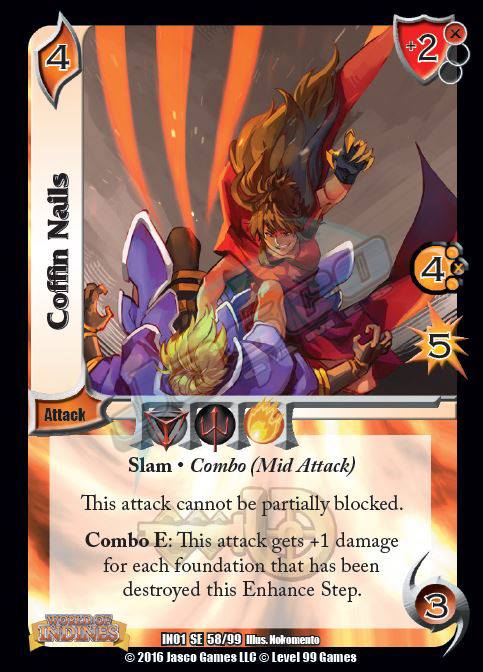 4
+2
Coffin Nails
4
5
Attack
Slam • Combo (Mid Attack)
This attack cannot be partially blocked.
Combo E: This attack gets +1 damage
for each foundation that has been
destroyed this Enhance Step.
3
WORLD OF
INDINES
IN01 SE 58/99 Illus. Nokomento
© 2016 Jasco Games LLC © Level 99 Games